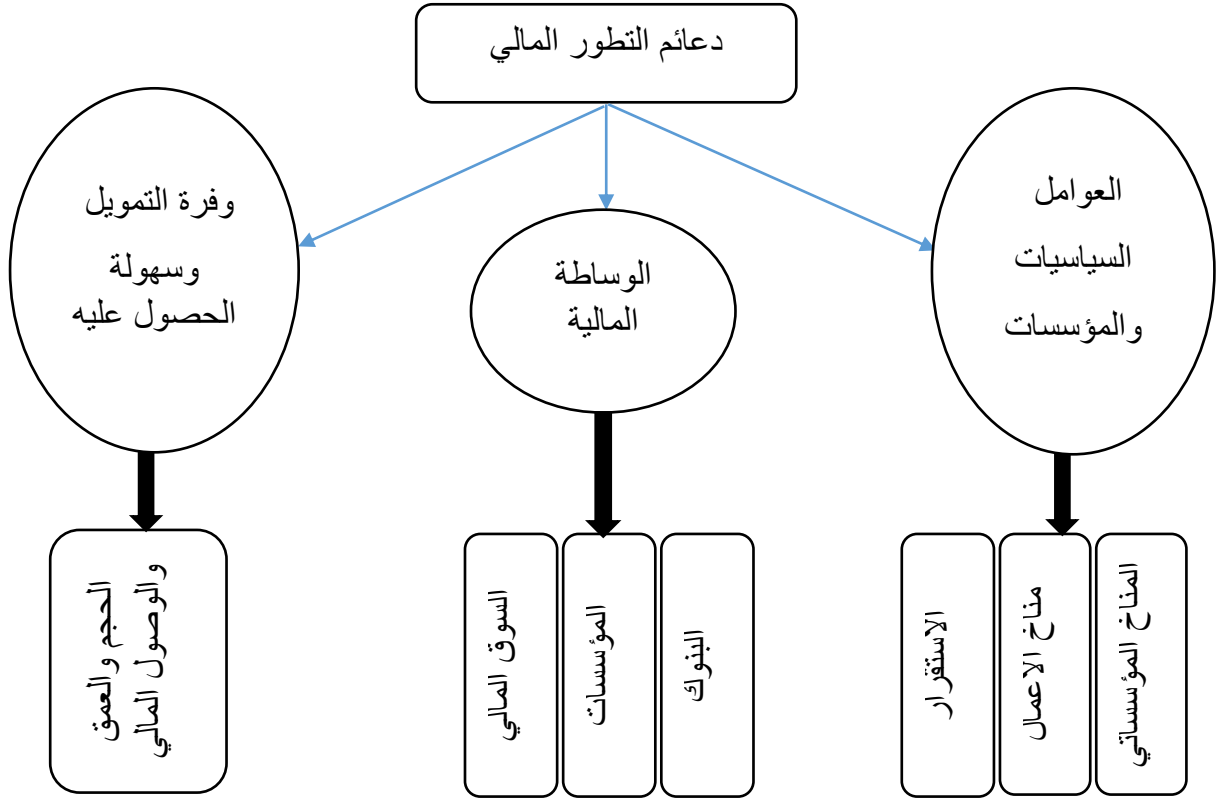 دعائم التطور المالي
العوامل
السياسيات
والمؤسسات
الوساطة
المالية
وفرة التمويل
وسهولة
الحصول عليه
المناخ المؤسساتي
مناخ الاعمال
الاستقرار
البنوك
المؤسسات
السوق المالي
الحجم والعمق
والوصول المالي